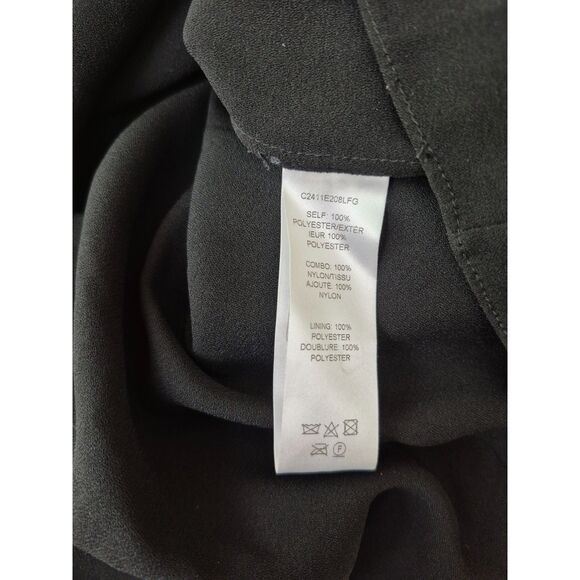 C2411E208LFG
SELF: 100%
POLYESTER/EXTER
IEUR 100%
POLYESTER
COMBO: 100%
NYLON/TISSU
AJOUTE: 100%
NYLON
LINING: 100%
POLYESTER
DOUBLURE: 100%
POLYESTER
F